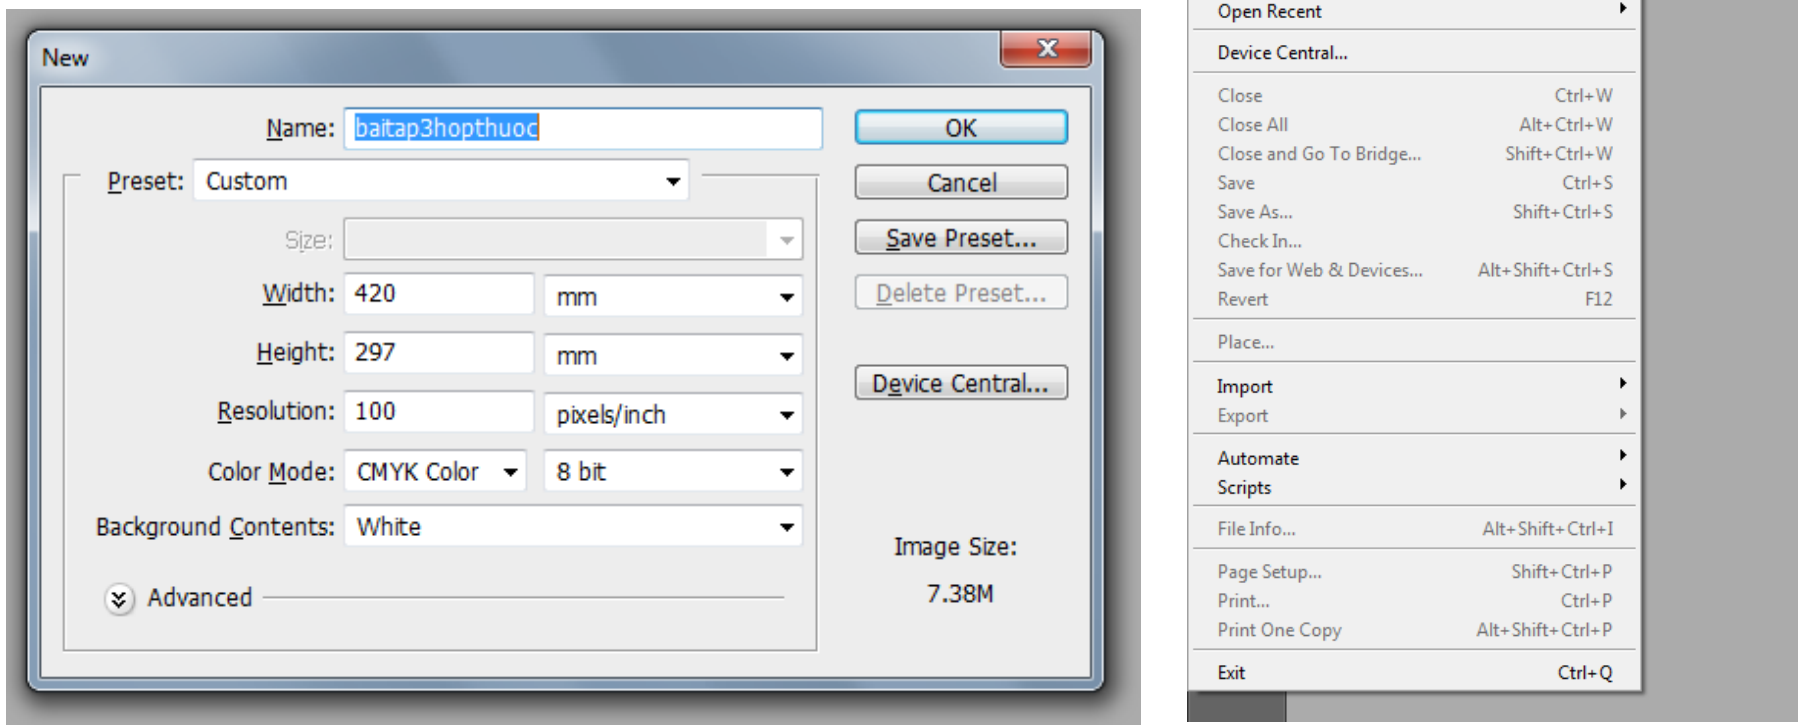 New
Name: baitap3hopthuoc
Preset: Custom
Size:
Width: 420 mm
Height: 297 mm
Resolution: 100 pixels/inch
Color Mode: CMYK Color 8 bit
Background Contents: White
Advanced
OK
Cancel
Save Preset...
Delete Preset...
Device Central...
Image Size:
7.38M
Open Recent
Device Central...
Close Ctrl+W
Close All Alt+Ctrl+W
Close and Go To Bridge... Shift+Ctrl+W
Save Ctrl+S
Save As... Shift+Ctrl+S
Check In...
Save for Web & Devices... Alt+Shift+Ctrl+S
Revert F12
Place...
Import
Export
Automate
Scripts
File Info... Alt+Shift+Ctrl+I
Page Setup... Shift+Ctrl+P
Print... Ctrl+P
Print One Copy Alt+Shift+Ctrl+P
Exit Ctrl+Q